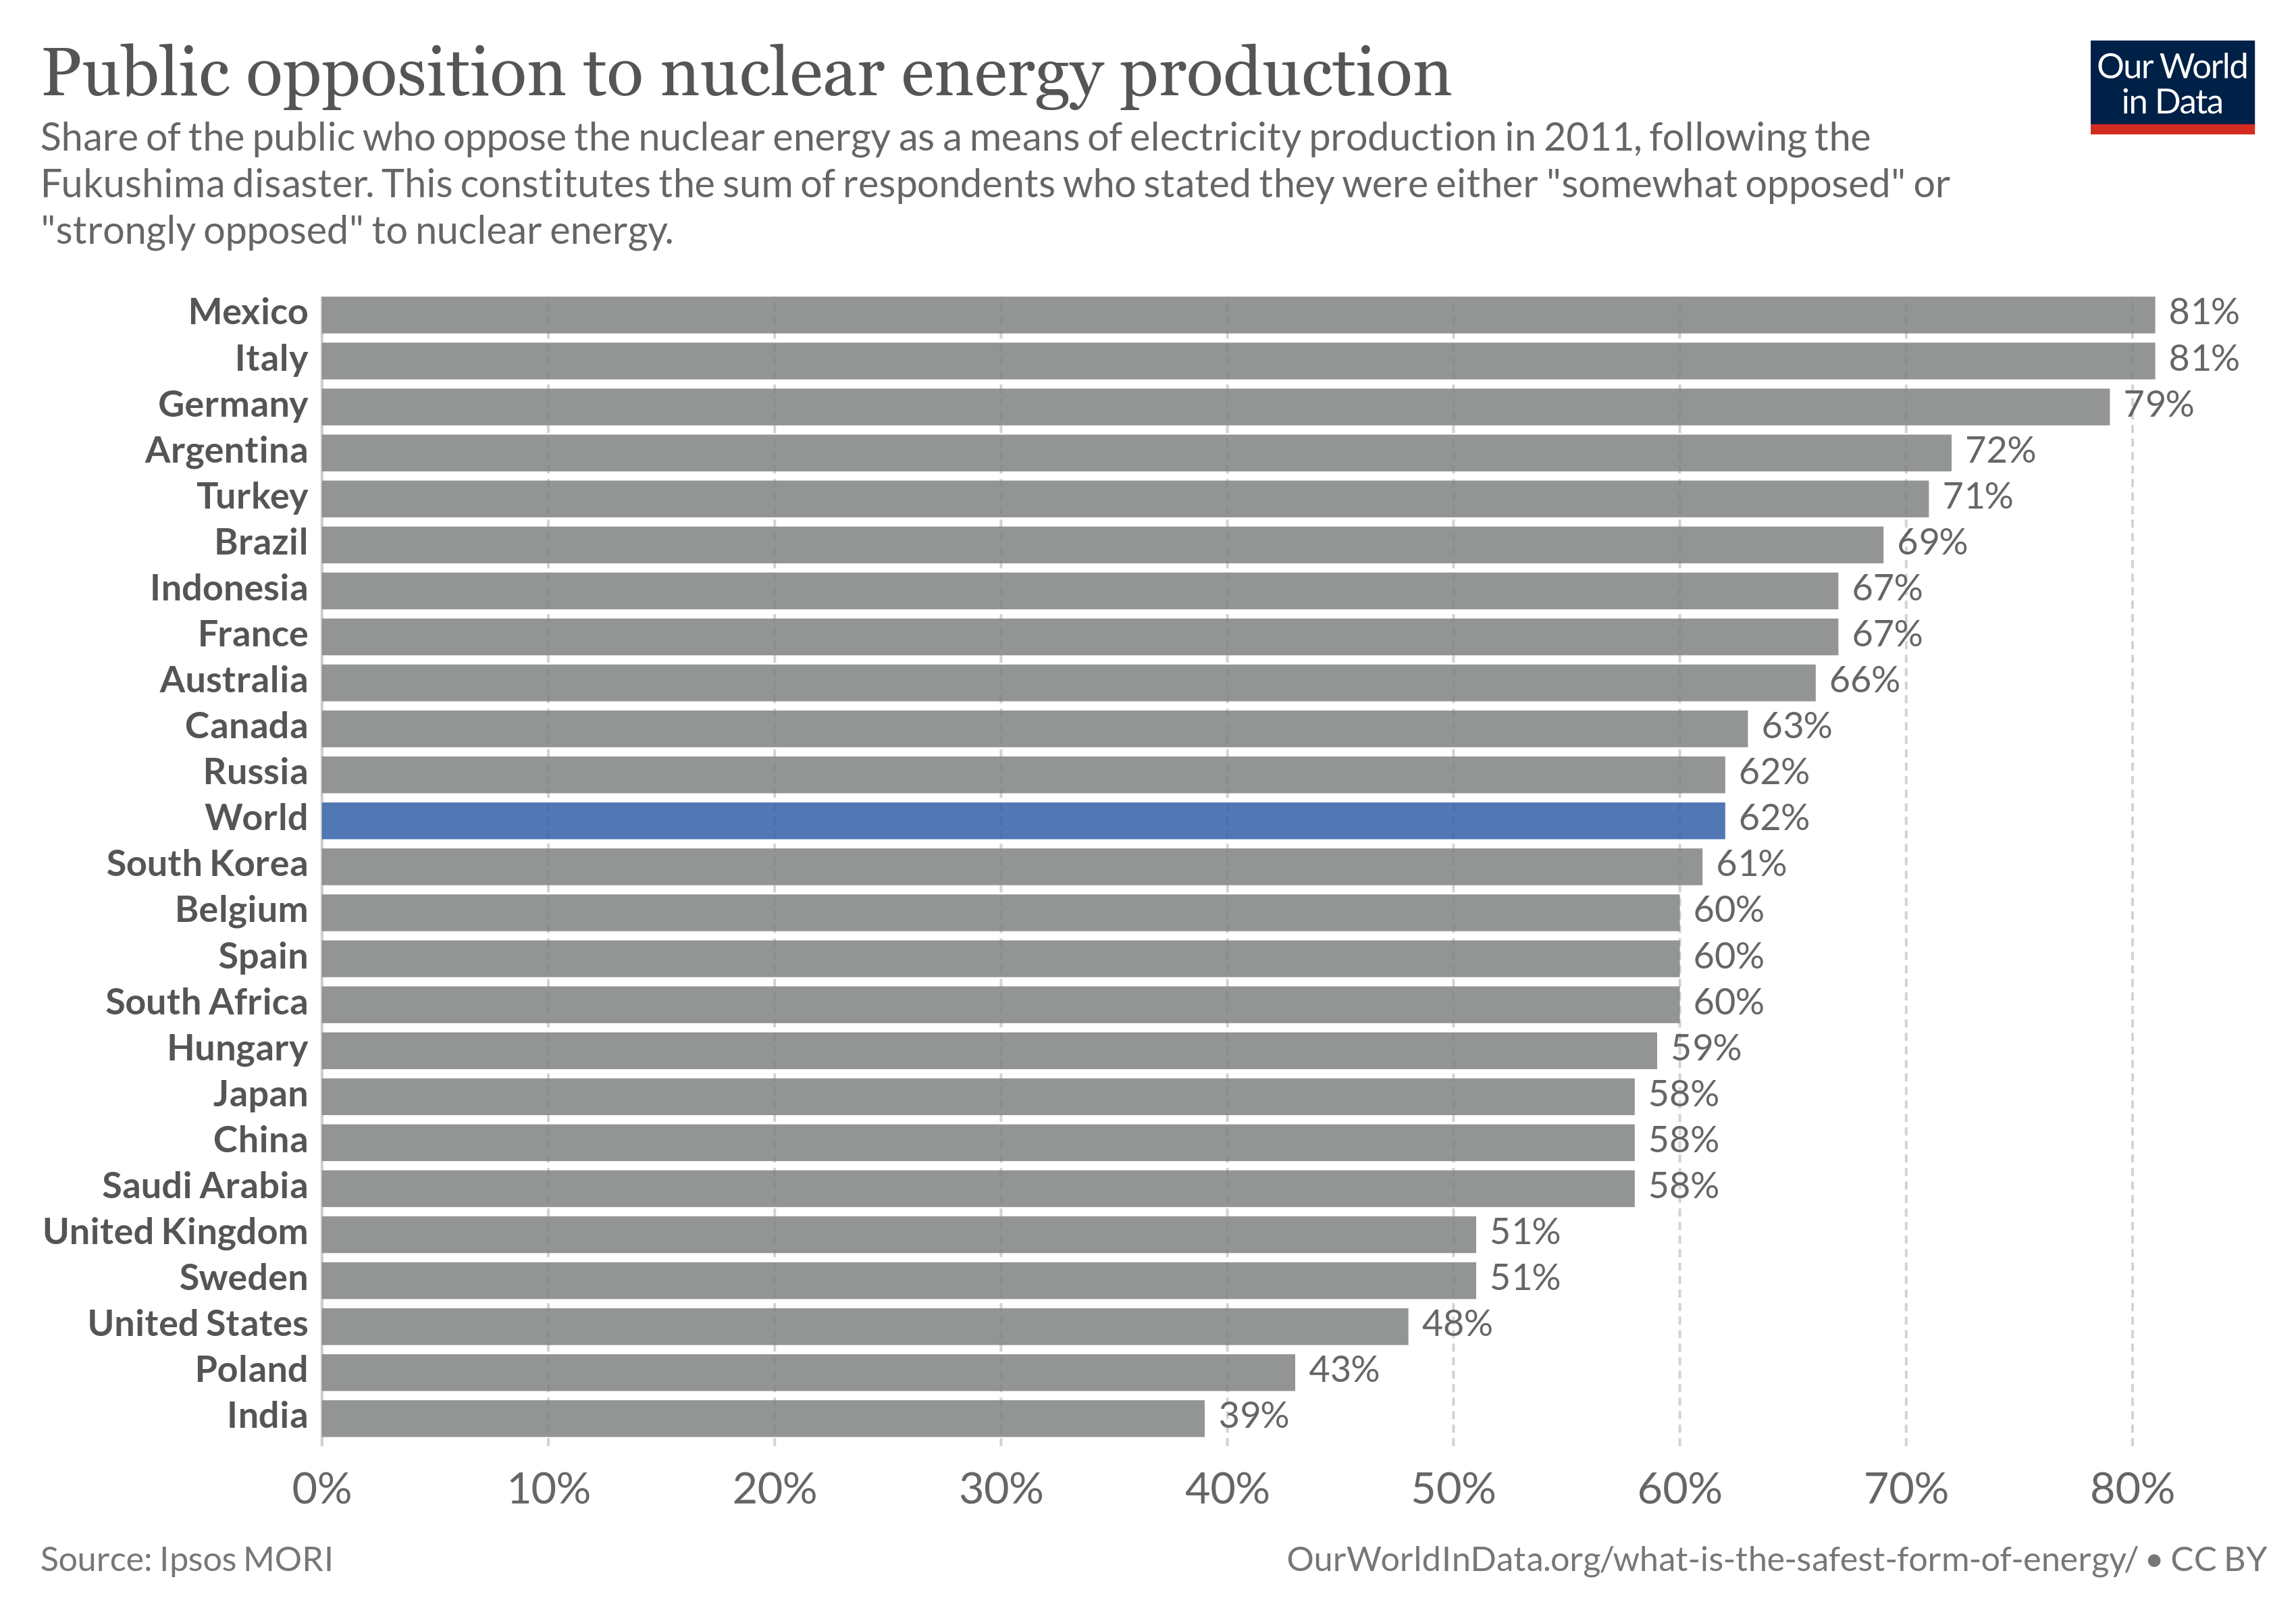 Public opposition to nuclear energy production
Our World
in Data
Share of the public who oppose the nuclear energy as a means of electricity production in 2011, following the
Fukushima disaster. This constitutes the sum of respondents who stated they were either "somewhat opposed" or
"strongly opposed" to nuclear energy.
Mexico 81%
Italy 81%
Germany 79%
Argentina 72%
Turkey 71%
Brazil 69%
Indonesia 67%
France 67%
Australia 66%
Canada 63%
Russia 62%
World 62%
South Korea 61%
Belgium 60%
Spain 60%
South Africa 60%
Hungary 59%
Japan 58%
China 58%
Saudi Arabia 58%
United Kingdom 51%
Sweden 51%
United States 48%
Poland 43%
India 39%
0% 10% 20% 30% 40% 50% 60% 70% 80%
Source: Ipsos MORI
OurWorldInData.org/what-is-the-safest-form-of-energy/ • CC BY